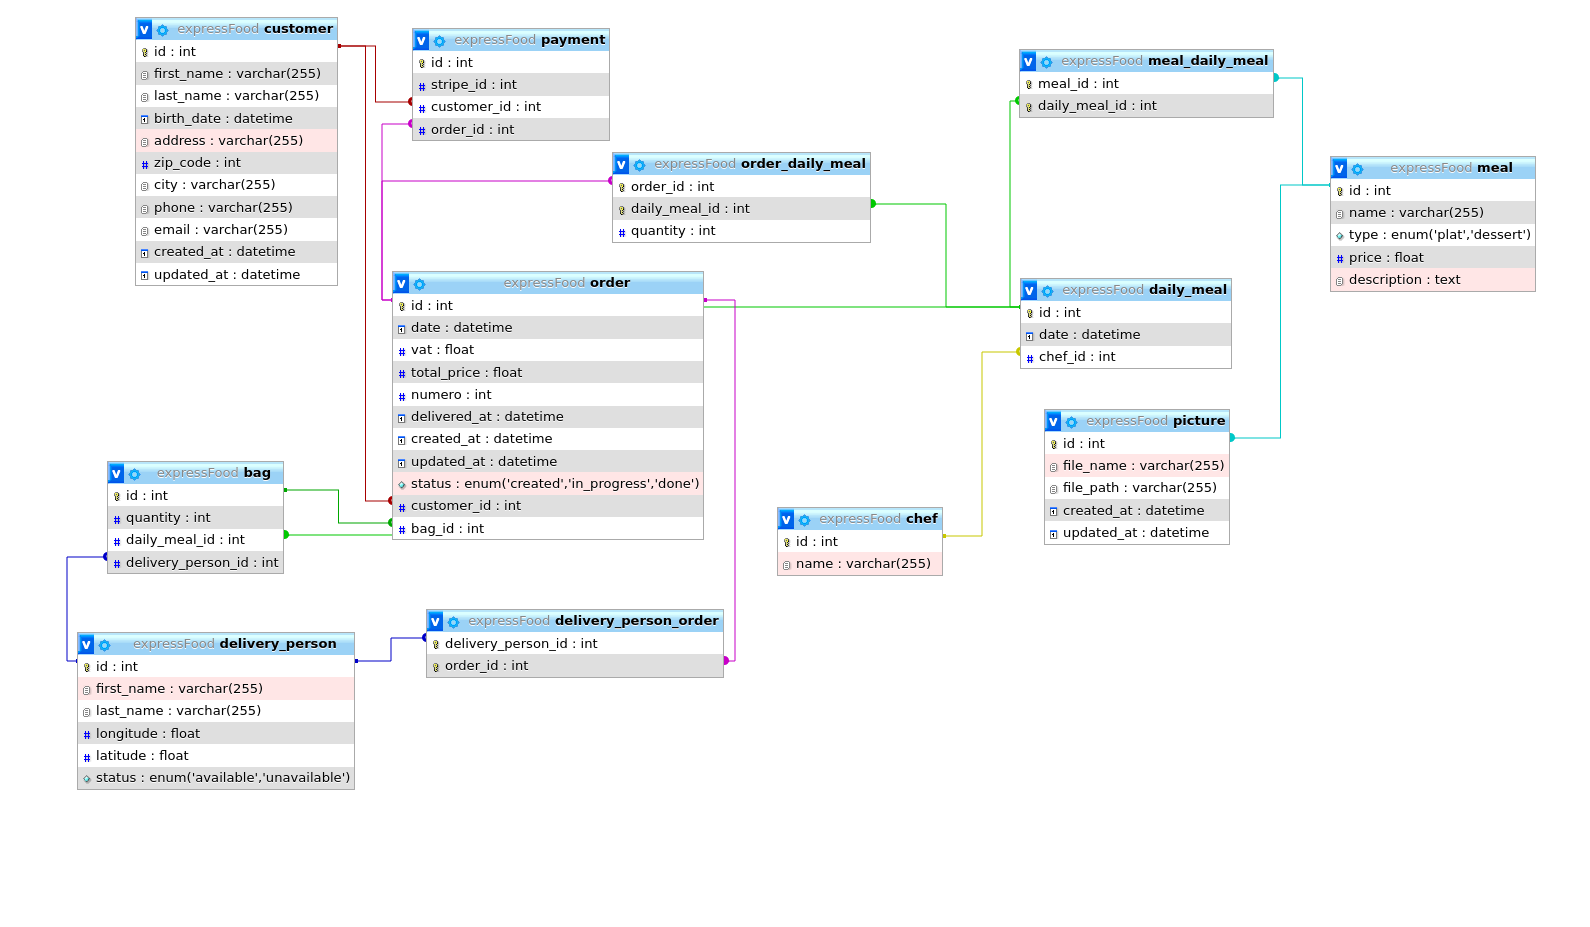 v expressFood customer
id : int
first_name : varchar(255)
last_name : varchar(255)
birth_date : datetime
address : varchar(255)
zip_code : int
city : varchar(255)
phone : varchar(255)
email : varchar(255)
created_at : datetime
updated_at : datetime
v expressFood payment
id : int
# stripe_id : int
# customer_id : int
# order_id : int
v expressFood order_daily_meal
order_id : int
daily_meal_id : int
# quantity : int
v expressFood meal_daily_meal
meal_id : int
daily_meal_id : int
v expressFood meal
id : int
name : varchar(255)
type : enum('plat','dessert')
# price : float
description : text
v expressFood order
id : int
date : datetime
# vat : float
# total_price : float
# numero : int
delivered_at : datetime
created_at : datetime
updated_at : datetime
status : enum('created','in_progress','done')
# customer_id : int
# bag_id : int
v expressFood daily_meal
id : int
date : datetime
# chef_id : int
v expressFood picture
id : int
file_name : varchar(255)
file_path : varchar(255)
created_at : datetime
updated_at : datetime
v expressFood bag
id : int
# quantity : int
# daily_meal_id : int
# delivery_person_id : int
v expressFood chef
id : int
name : varchar(255)
v expressFood delivery_person
id : int
first_name : varchar(255)
last_name : varchar(255)
# longitude : float
# latitude : float
status : enum('available','unavailable')
v expressFood delivery_person_order
delivery_person_id : int
order_id : int